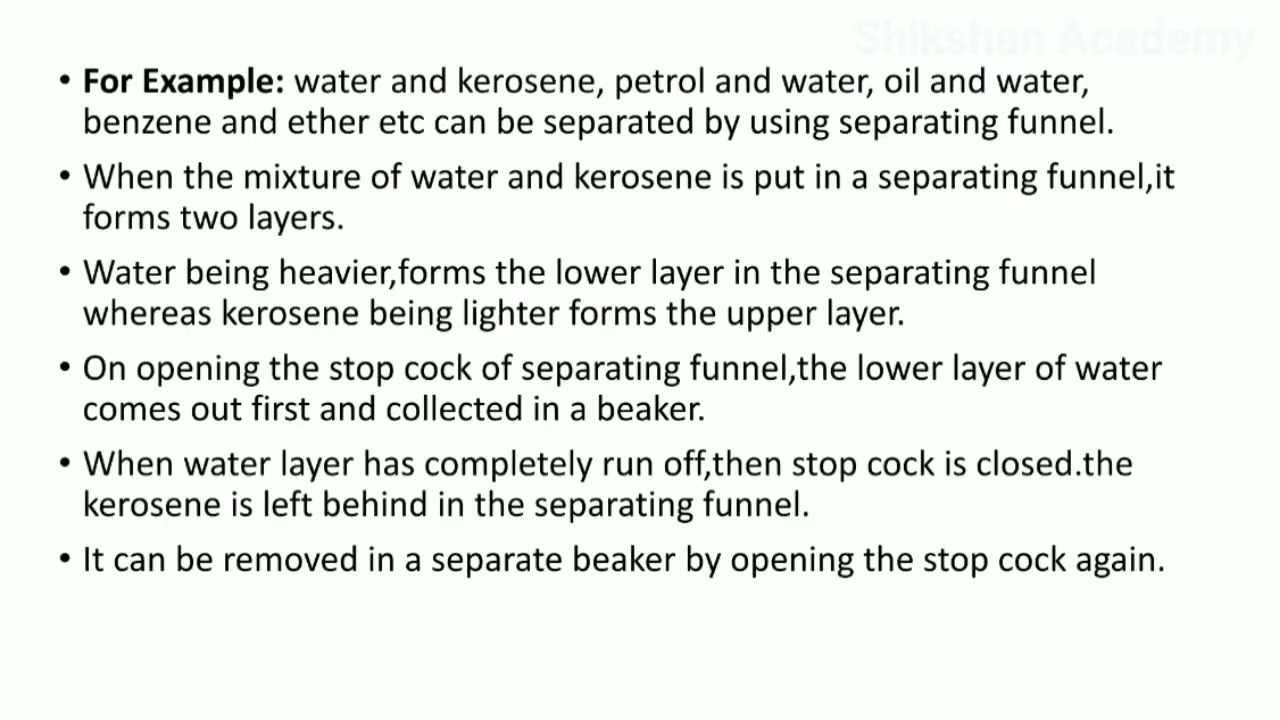 Shikshan Academy
• For Example: water and kerosene, petrol and water, oil and water,
benzene and ether etc can be separated by using separating funnel.
• When the mixture of water and kerosene is put in a separating funnel,it
forms two layers.
• Water being heavier,forms the lower layer in the separating funnel
whereas kerosene being lighter forms the upper layer.
• On opening the stop cock of separating funnel,the lower layer of water
comes out first and collected in a beaker.
• When water layer has completely run off,then stop cock is closed.the
kerosene is left behind in the separating funnel.
• It can be removed in a separate beaker by opening the stop cock again.